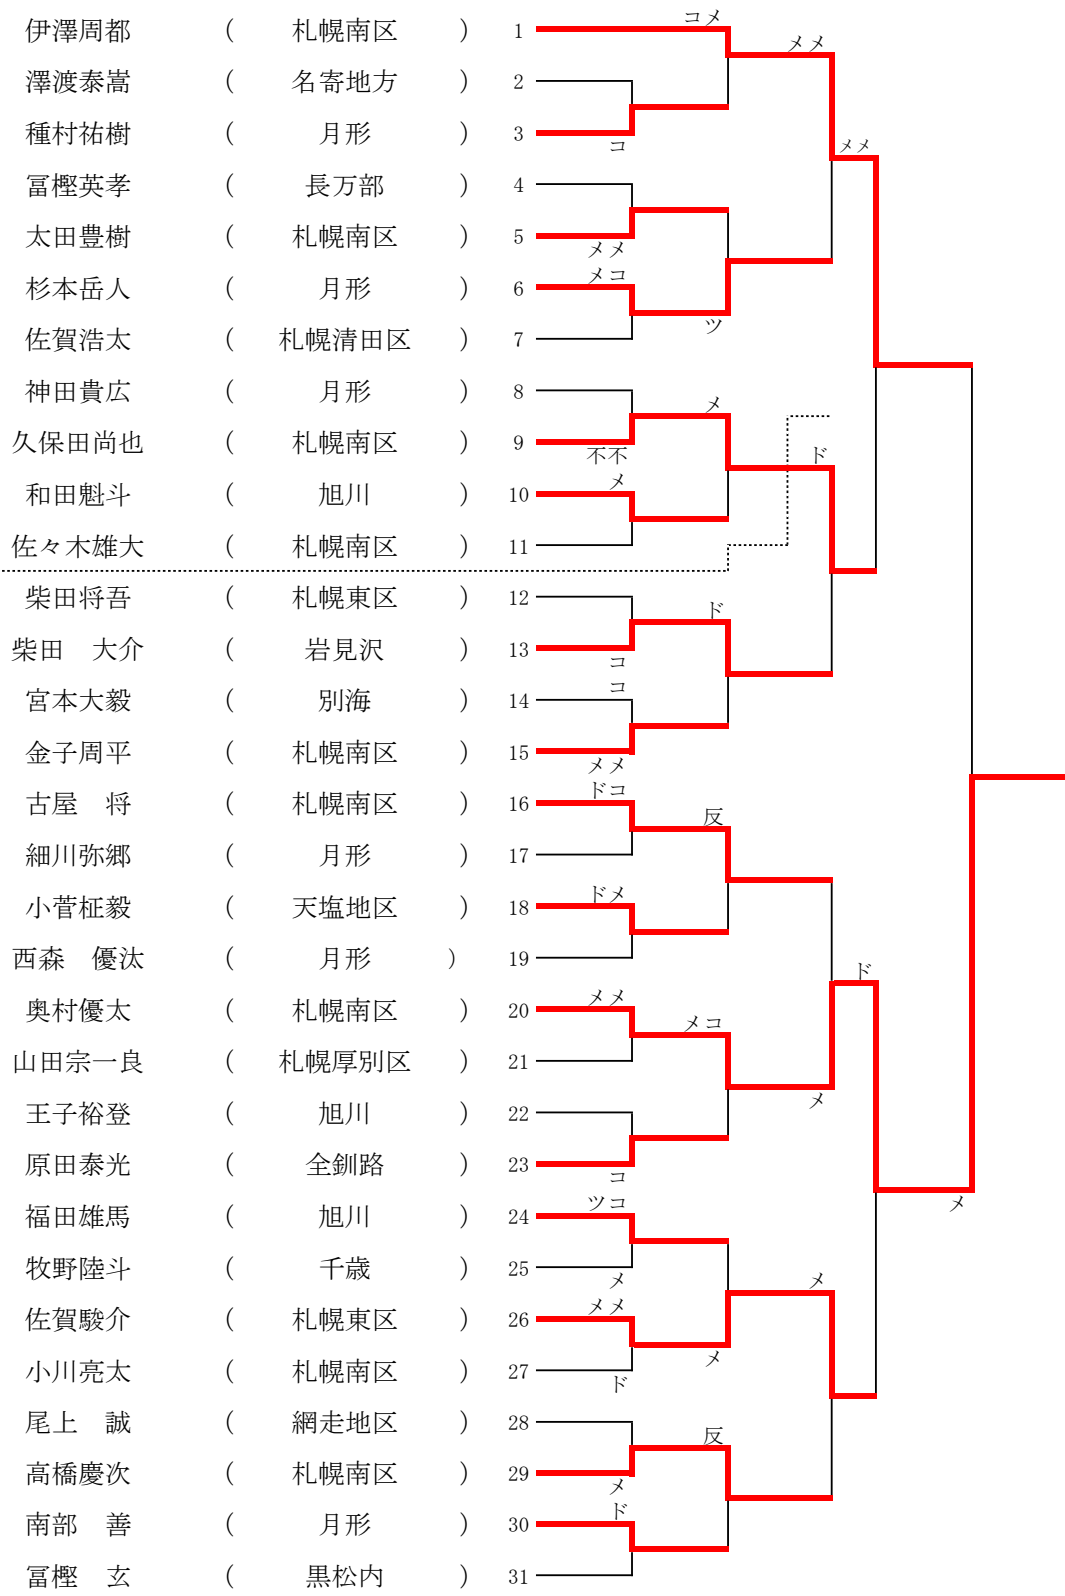 伊澤周都 ( 札幌南区 ) 1 コメ
メメ
澤渡泰嵩 ( 名寄地方 ) 2
種村祐樹 ( 月形 ) 3 コ
メメ
冨樫英孝 ( 長万部 ) 4
太田豊樹 ( 札幌南区 ) 5 メメ
杉本岳人 ( 月形 ) 6 メコ
ツ
佐賀浩太 ( 札幌清田区 ) 7
神田貴広 ( 月形 ) 8
メ
久保田尚也 ( 札幌南区 ) 9 不不
ド
和田魁斗 ( 旭川 ) 10 メ
佐々木雄大 ( 札幌南区 ) 11
柴田将吾 ( 札幌東区 ) 12
ド
柴田 大介 ( 岩見沢 ) 13 コ
宮本大毅 ( 別海 ) 14 コ
金子周平 ( 札幌南区 ) 15 メメ
古屋 将 ( 札幌南区 ) 16 ドコ
反
細川弥郷 ( 月形 ) 17
小菅柾毅 ( 天塩地区 ) 18 ドメ
西森 優汰 ( 月形 ) 19
ド
奥村優太 ( 札幌南区 ) 20 メメ
メコ
山田宗一良 ( 札幌厚別区 ) 21
メ
王子裕登 ( 旭川 ) 22
原田泰光 ( 全釧路 ) 23 コ
メ
福田雄馬 ( 旭川 ) 24 ツコ
牧野陸斗 ( 千歳 ) 25 メ
メ
佐賀駿介 ( 札幌東区 ) 26 メメ
メ
小川亮太 ( 札幌南区 ) 27 ド
尾上 誠 ( 網走地区 ) 28
反
高橋慶次 ( 札幌南区 ) 29 メ
南部 善 ( 月形 ) 30 ド
冨樫 玄 ( 黒松内 ) 31